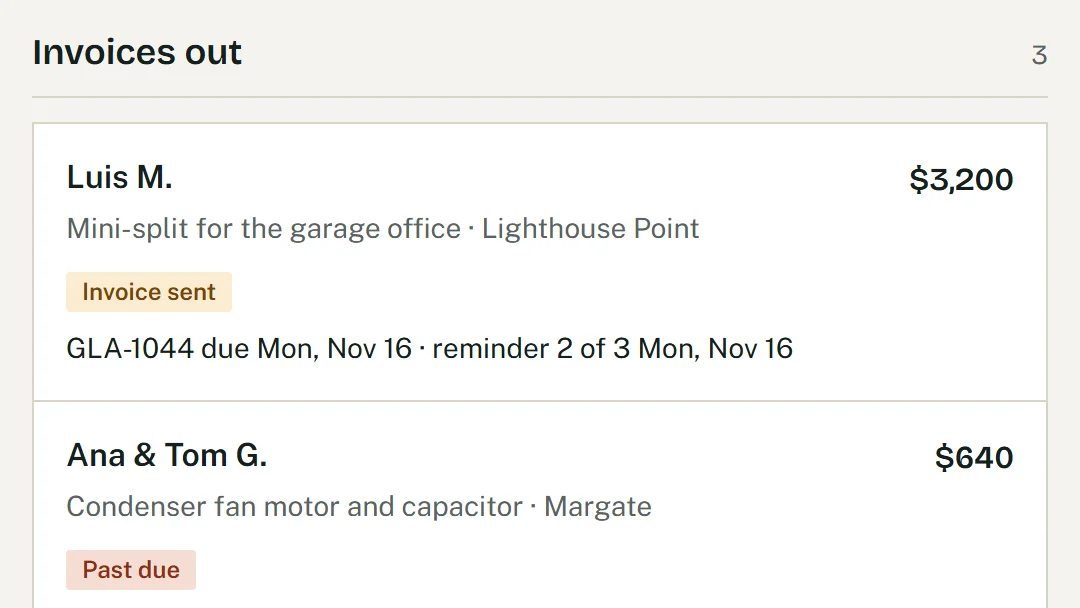 Invoices out
3
Luis M.
$3,200
Mini-split for the garage office · Lighthouse Point
Invoice sent
GLA-1044 due Mon, Nov 16 · reminder 2 of 3 Mon, Nov 16
Ana & Tom G.
$640
Condenser fan motor and capacitor · Margate
Past due